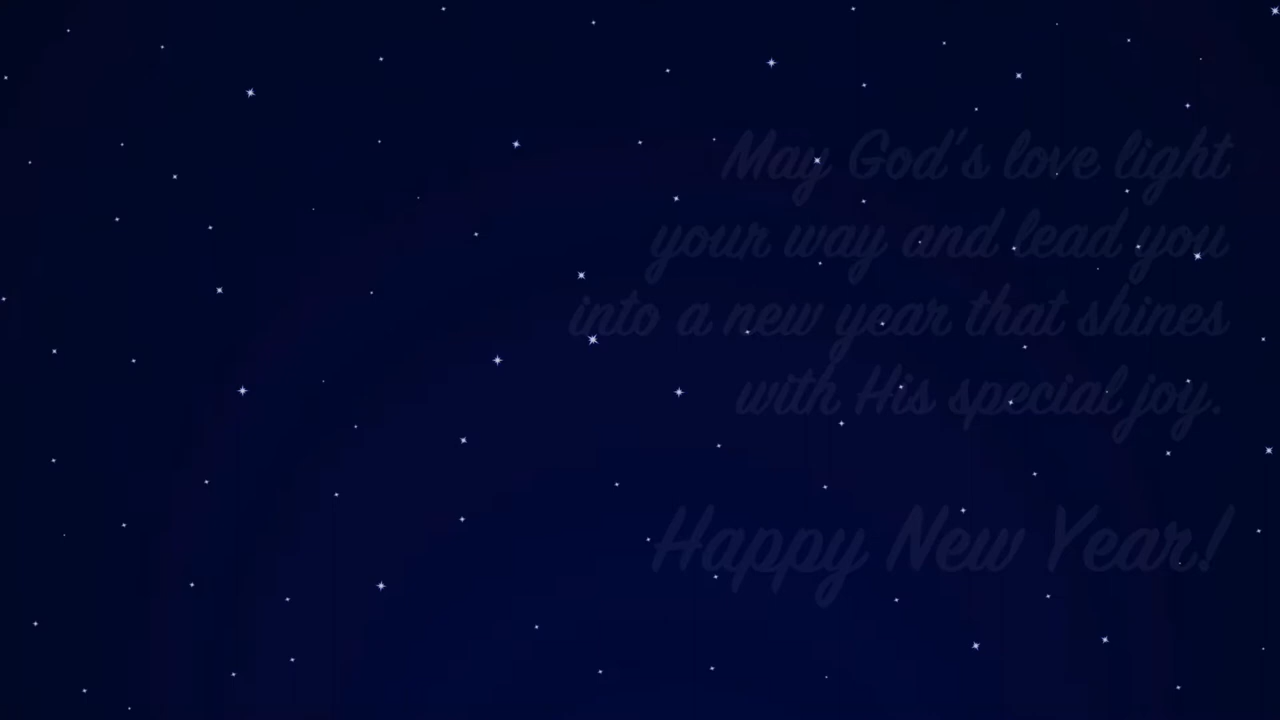 May God's love light
your way and lead you
into a new year that shines
with His special joy.
Happy New Year!